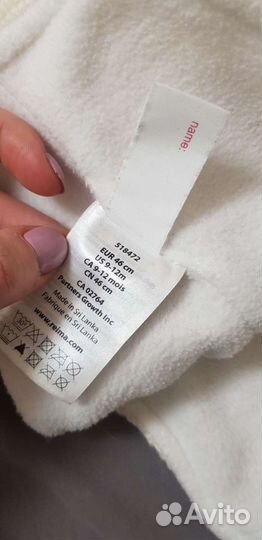 name:
518472
EUR 46 cm
US 9-12m
CA 9-12 mois
CN 46 cm
CA 02764
Partners Growth Inc
Made in Sri Lanka
Fabriqué en Sri Lanka
www.reima.com
Avito